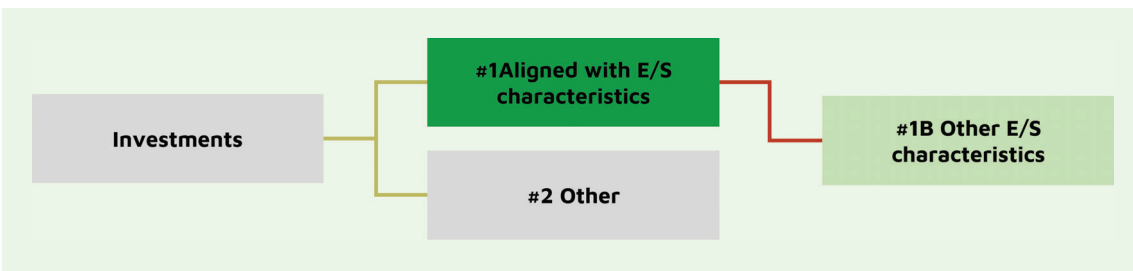 Investments
#1Aligned with E/S
characteristics
#2 Other
#1B Other E/S
characteristics